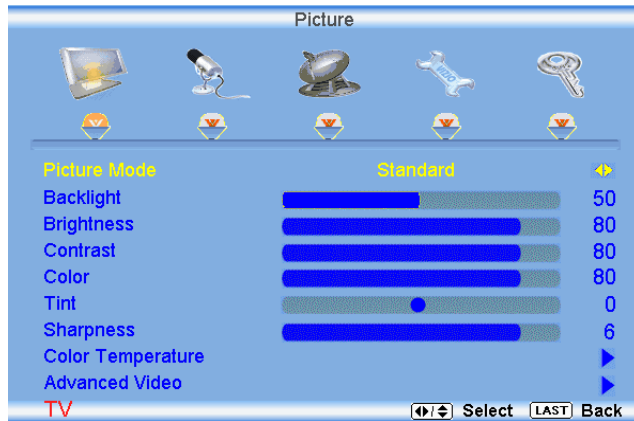 Picture
VIZIO
Picture Mode Standard
Backlight 50
Brightness 80
Contrast 80
Color 80
Tint 0
Sharpness 6
Color Temperature
Advanced Video
TV Select LAST Back